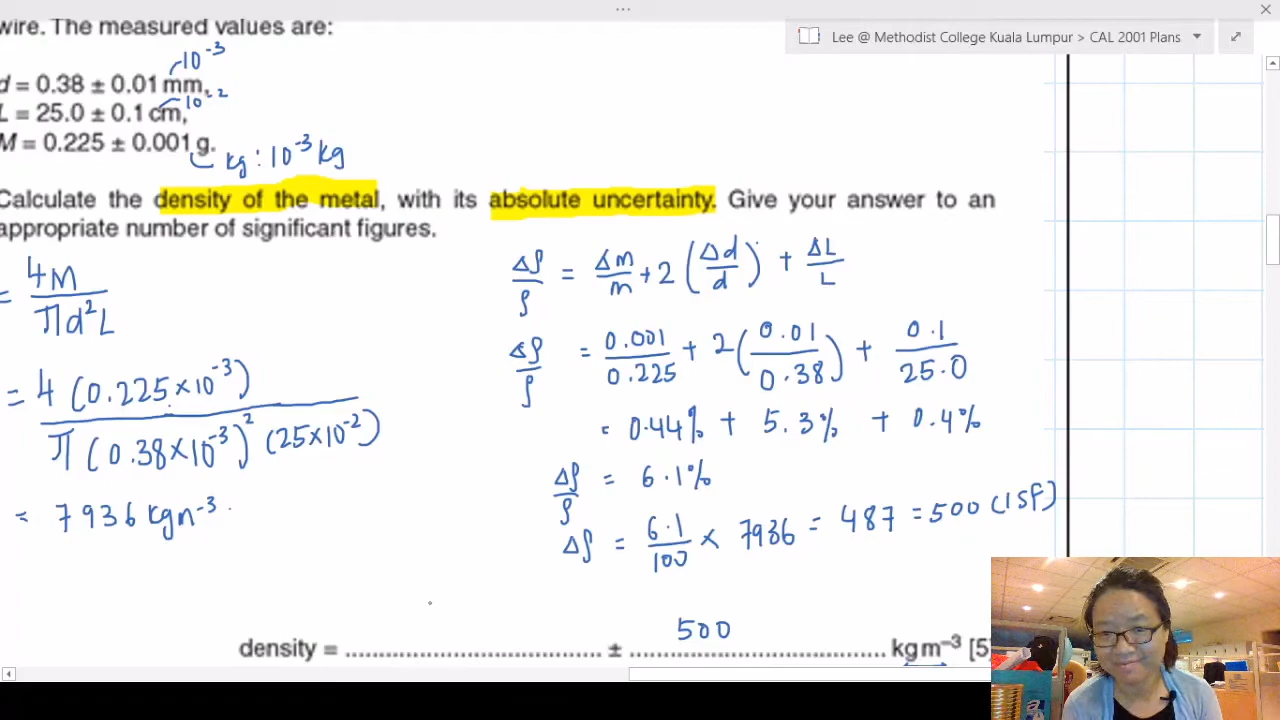 wire. The measured values are:
Lee @ Methodist College Kuala Lumpur > CAL 2001 Plans
10⁻³
d = 0.38 ± 0.01 mm,
10⁻²
L = 25.0 ± 0.1 cm,
M = 0.225 ± 0.001 g.
kg : 10⁻³ kg
Calculate the density of the metal, with its absolute uncertainty. Give your answer to an
appropriate number of significant figures.
= 4M / πd²L
= 4 (0.225×10⁻³) / π (0.38×10⁻³)² (25×10⁻²)
= 7936 kgm⁻³
Δρ/ρ = Δm/m + 2 (Δd/d) + ΔL/L
Δρ/ρ = 0.001/0.225 + 2 (0.01/0.38) + 0.1/25.0
= 0.44% + 5.3% + 0.4%
Δρ/ρ = 6.1%
Δρ = 6.1/100 × 7936 = 487 = 500 (1 SF)
500
density = .......... ± .......... kg m⁻³ [5]